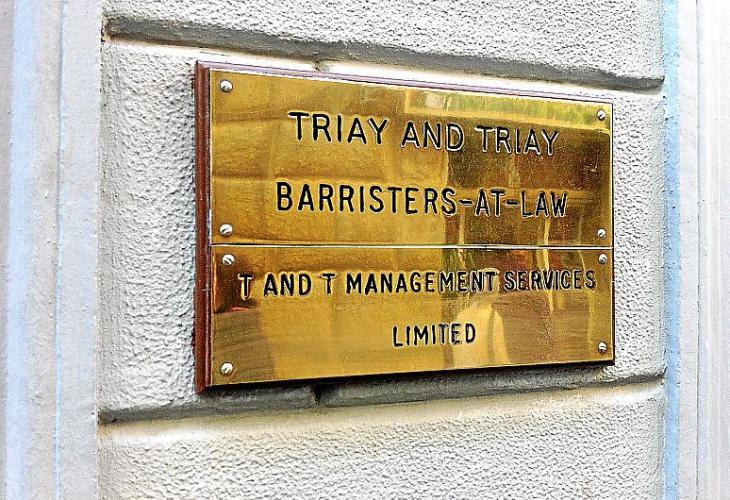 TRIAY AND TRIAY
BARRISTERS-AT-LAW
T AND T MANAGEMENT SERVICES
LIMITED